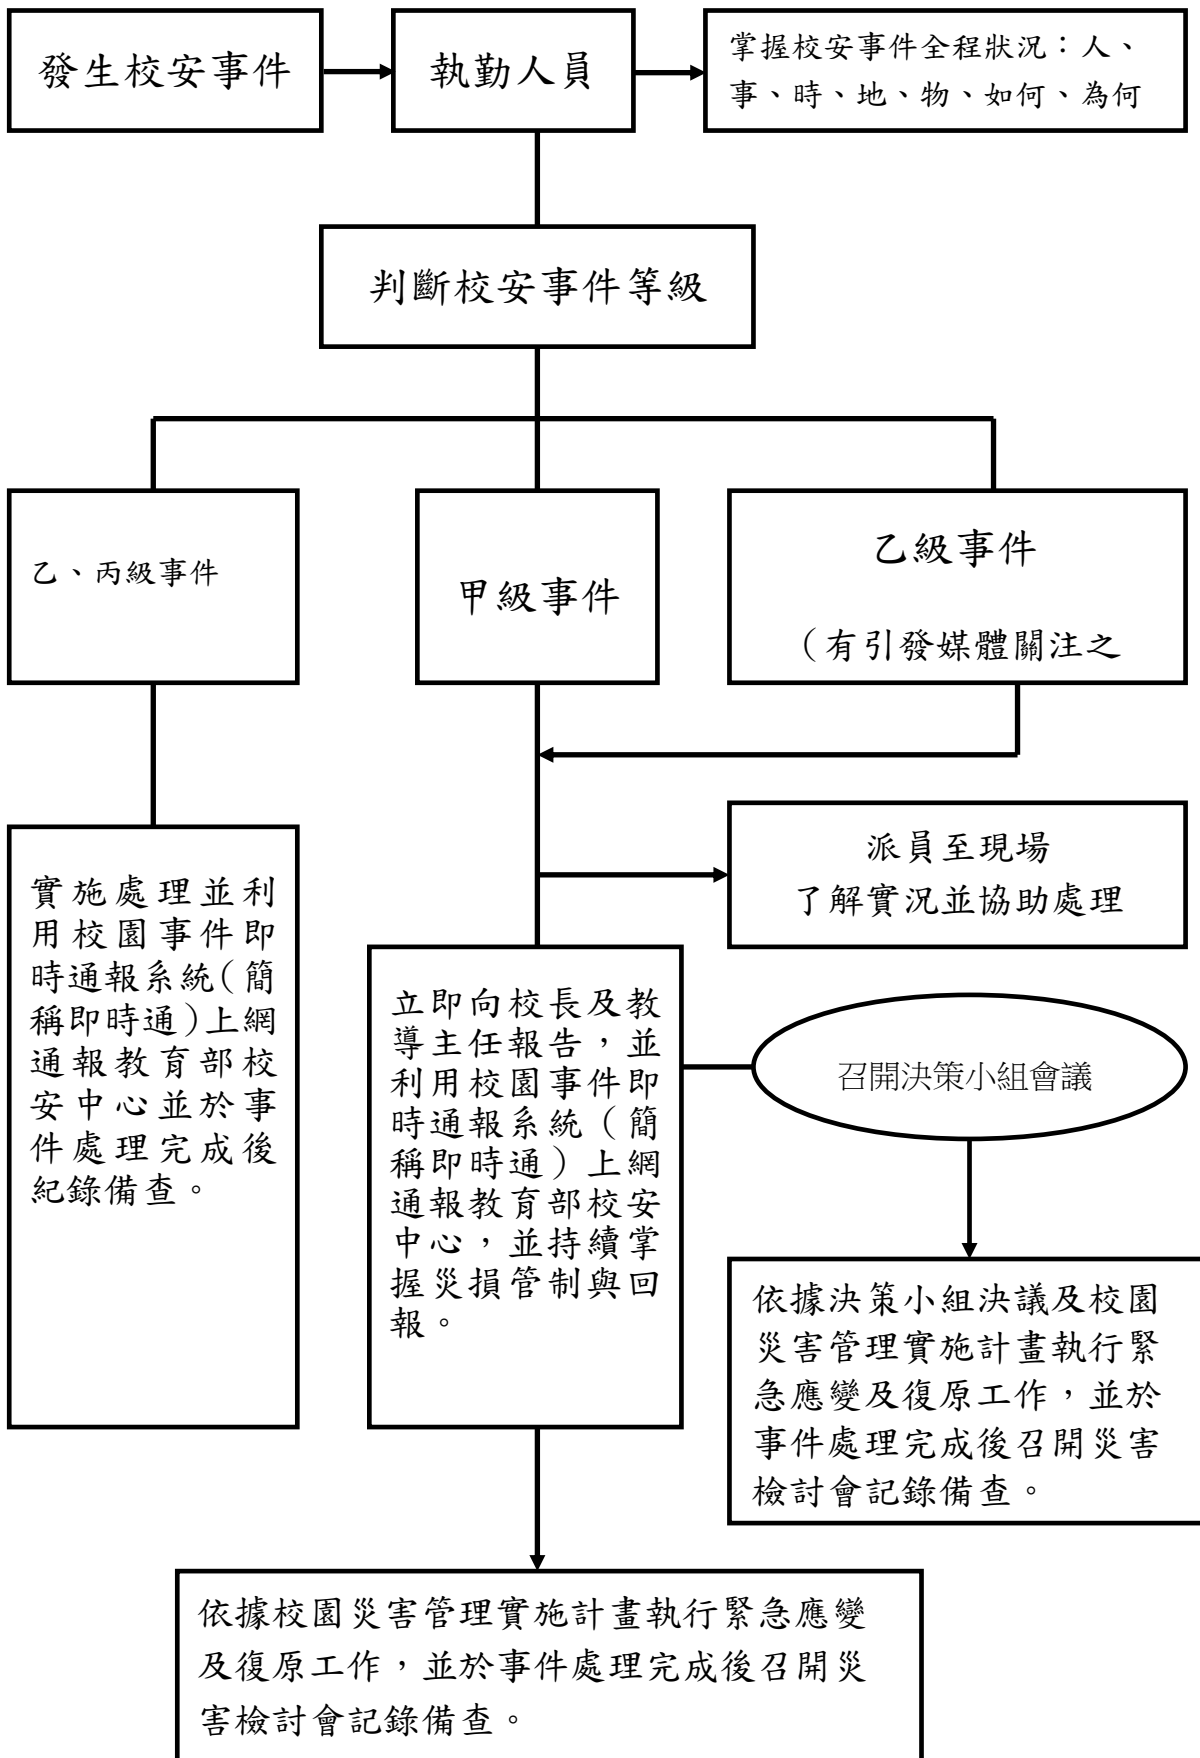 發生校安事件
執勤人員
掌握校安事件全程狀況：人、
事、時、地、物、如何、為何
判斷校安事件等級
乙、丙級事件
甲級事件
乙級事件
（有引發媒體關注之
派員至現場
了解實況並協助處理
實施處理並利
用校園事件即
時通報系統(簡
稱即時通)上網
通報教育部校
安中心並於事
件處理完成後
紀錄備查。
立即向校長及教
導主任報告，並
利用校園事件即
時通報系統（簡
稱即時通）上網
通報教育部校安
中心，並持續掌
握災損管制與回
報。
召開決策小組會議
依據決策小組決議及校園
災害管理實施計畫執行緊
急應變及復原工作，並於
事件處理完成後召開災害
檢討會記錄備查。
依據校園災害管理實施計畫執行緊急應變
及復原工作，並於事件處理完成後召開災
害檢討會記錄備查。